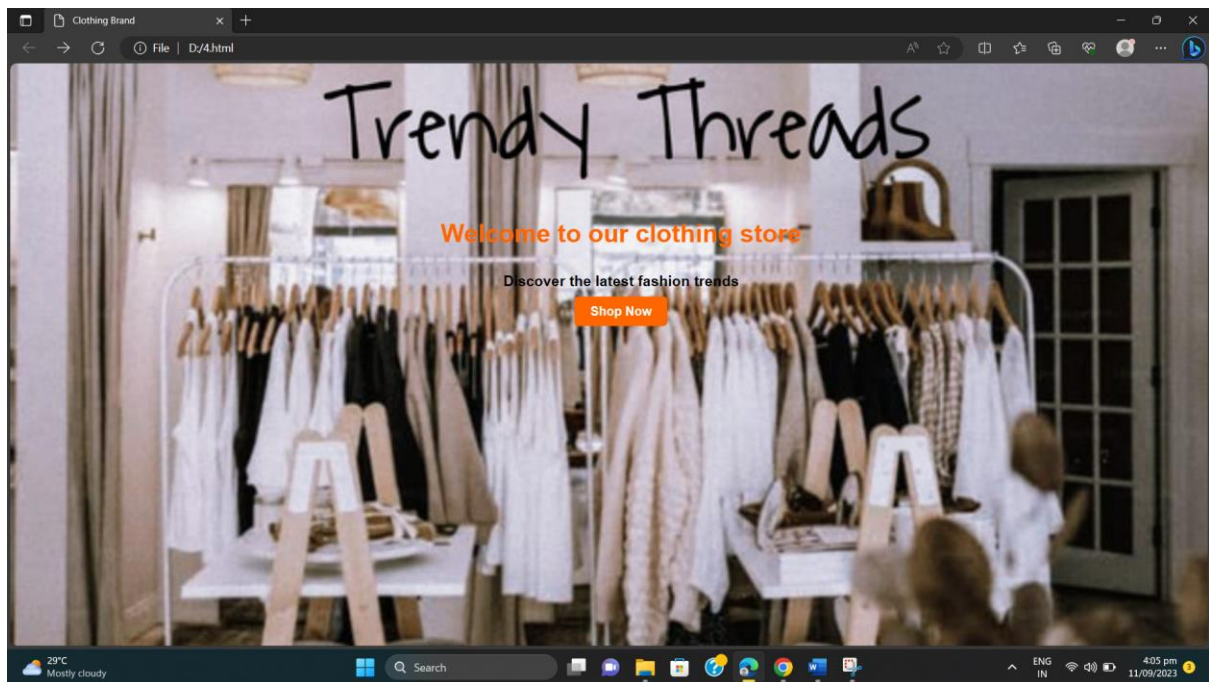 Clothing Brand
File | D:/4.html
Trendy Threads
Welcome to our clothing store
Discover the latest fashion trends
Shop Now
29°C
Mostly cloudy
Search
ENG
IN
4:05 pm
11/09/2023
3